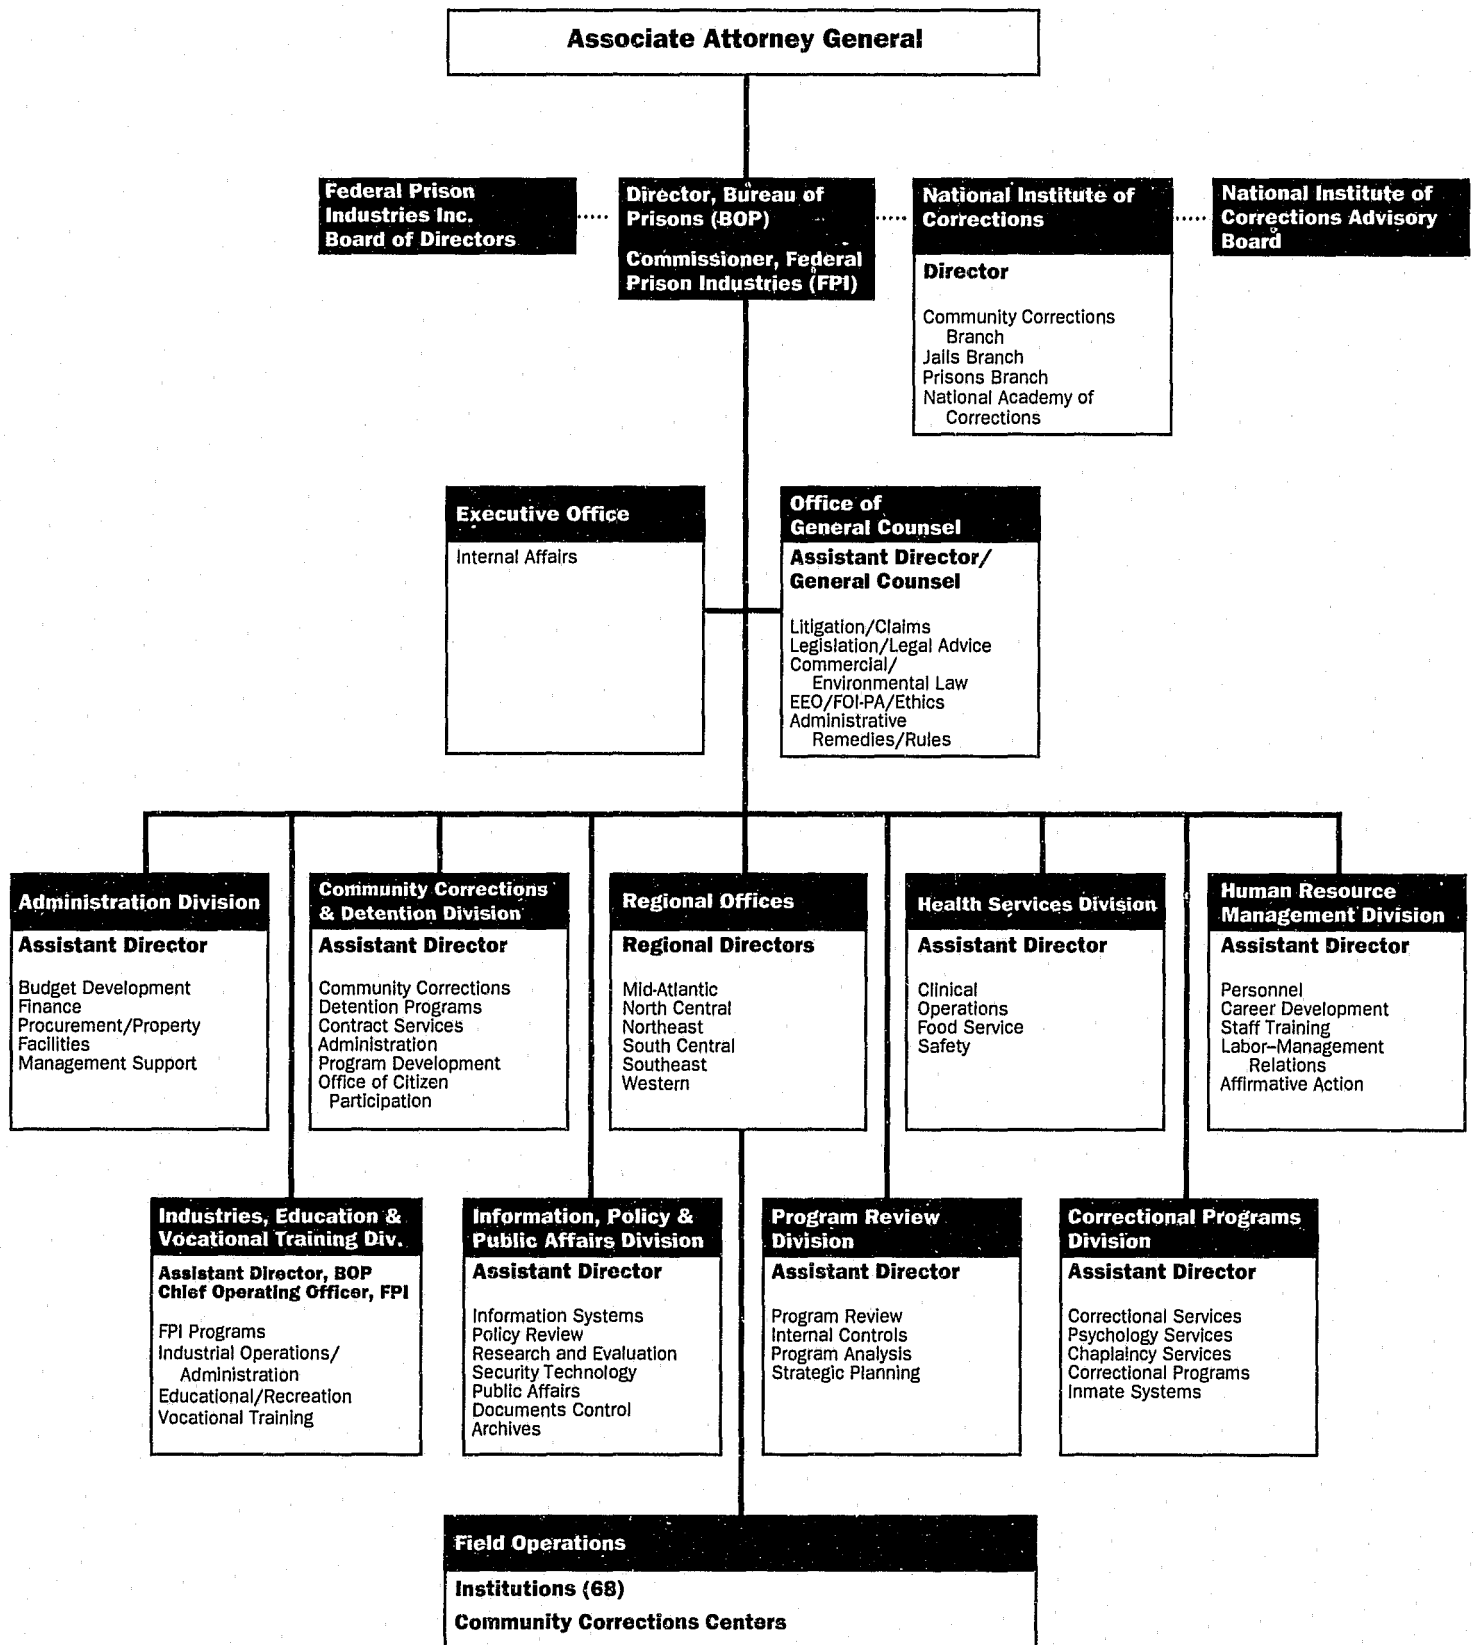 Associate Attorney General
Federal Prison
Industries Inc.
Board of Directors
Director, Bureau of
Prisons (BOP)
Commissioner, Federal
Prison Industries (FPI)
National Institute of
Corrections
Director
Community Corrections
Branch
Jails Branch
Prisons Branch
National Academy of
Corrections
National Institute of
Corrections Advisory
Board
Executive Office
Internal Affairs
Office of
General Counsel
Assistant Director/
General Counsel
Litigation/Claims
Legislation/Legal Advice
Commercial/
Environmental Law
EEO/FOI-PA/Ethics
Administrative
Remedies/Rules
Administration Division
Assistant Director
Budget Development
Finance
Procurement/Property
Facilities
Management Support
Community Corrections
& Detention Division
Assistant Director
Community Corrections
Detention Programs
Contract Services
Administration
Program Development
Office of Citizen
Participation
Regional Offices
Regional Directors
Mid-Atlantic
North Central
Northeast
South Central
Southeast
Western
Health Services Division
Assistant Director
Clinical
Operations
Food Service
Safety
Human Resource
Management Division
Assistant Director
Personnel
Career Development
Staff Training
Labor–Management
Relations
Affirmative Action
Industries, Education &
Vocational Training Div.
Assistant Director, BOP
Chief Operating Officer, FPI
FPI Programs
Industrial Operations/
Administration
Educational/Recreation
Vocational Training
Information, Policy &
Public Affairs Division
Assistant Director
Information Systems
Policy Review
Research and Evaluation
Security Technology
Public Affairs
Documents Control
Archives
Program Review
Division
Assistant Director
Program Review
Internal Controls
Program Analysis
Strategic Planning
Correctional Programs
Division
Assistant Director
Correctional Services
Psychology Services
Chaplaincy Services
Correctional Programs
Inmate Systems
Field Operations
Institutions (68)
Community Corrections Centers